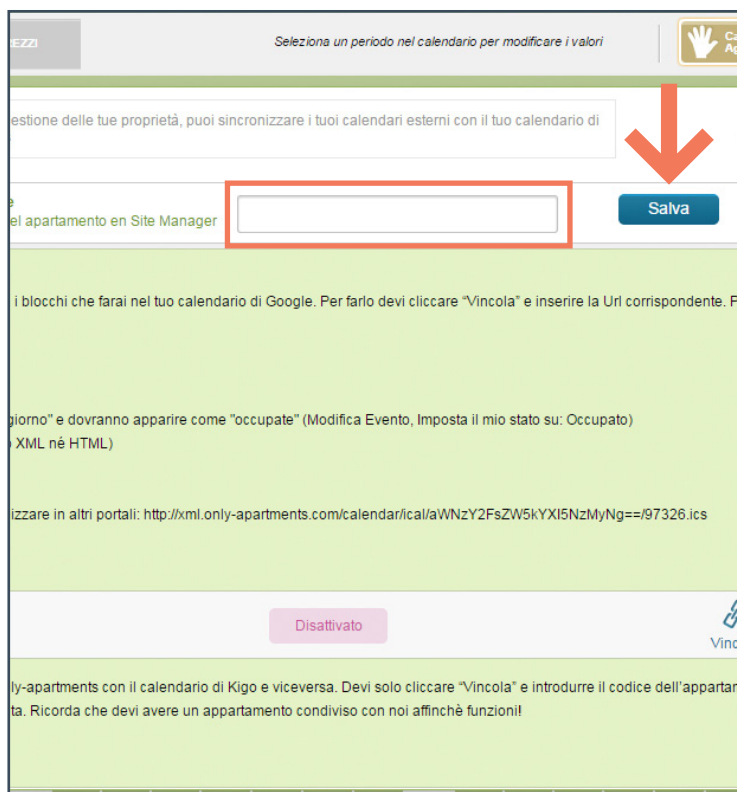 REZZI
Seleziona un periodo nel calendario per modificare i valori
Ca
Ag
estione delle tue proprietà, puoi sincronizzare i tuoi calendari esterni con il tuo calendario di
e
el apartamento en Site Manager
Salva
i blocchi che farai nel tuo calendario di Google. Per farlo devi cliccare “Vincola” e inserire la Url corrispondente. F
giorno" e dovranno apparire come "occupate" (Modifica Evento, Imposta il mio stato su: Occupato)
XML né HTML)
izzare in altri portali: http://xml.only-apartments.com/calendar/ical/aWNzY2FsZW5kYXI5NzMyNg==/97326.ics
Disattivato
Vinc
ly-apartments con il calendario di Kigo e viceversa. Devi solo cliccare “Vincola” e introdurre il codice dell'appartar
ta. Ricorda che devi avere un appartamento condiviso con noi affinchè funzioni!